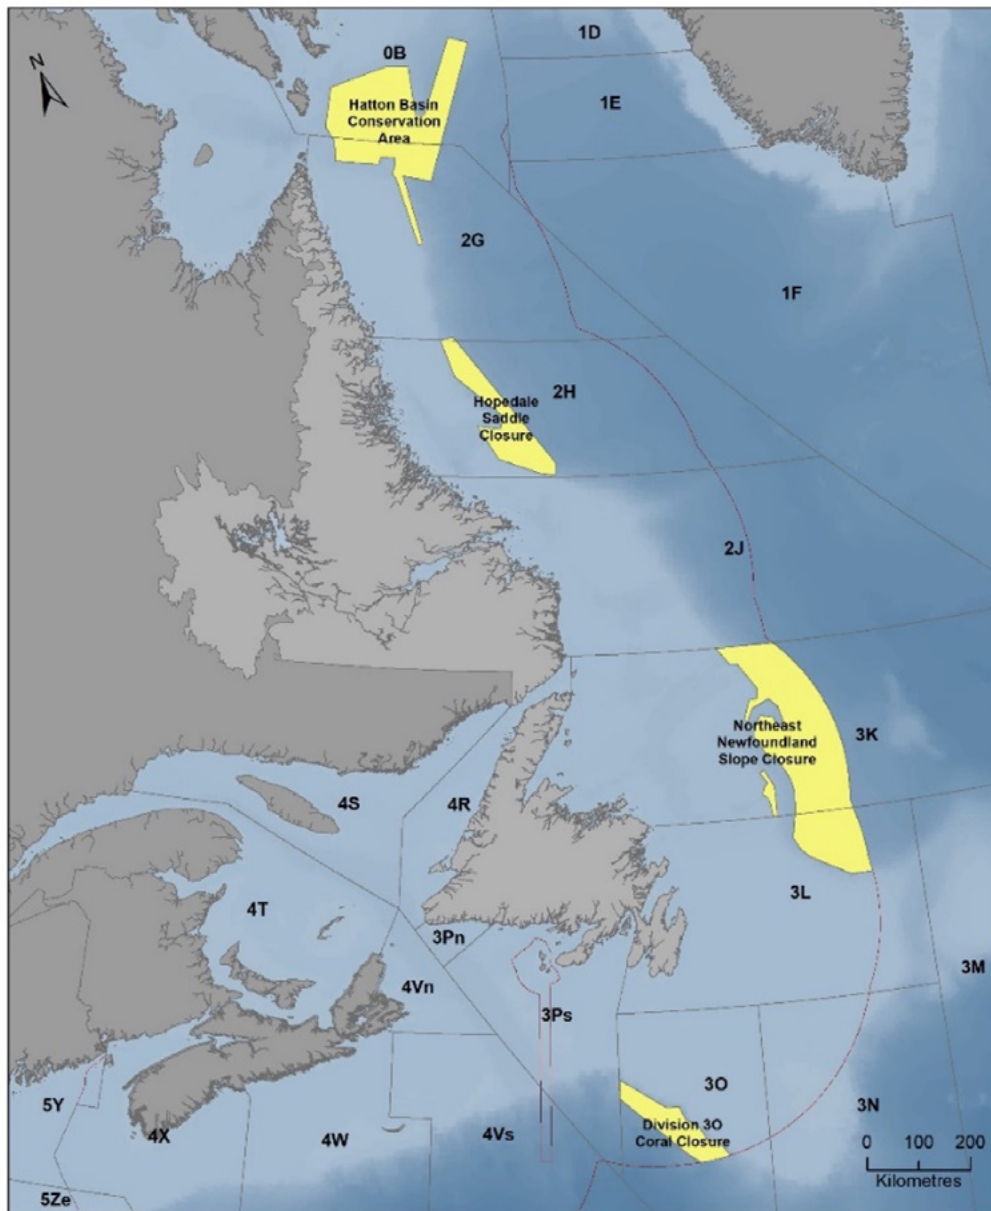 1D
0B
N
1E
Hatton Basin
Conservation
Area
2G
1F
2H
Hopedale
Saddle
Closure
2J
Northeast
Newfoundland
Slope Closure
3K
4S
4R
3L
4T
3Pn
3M
4Vn
3Ps
3O
5Y
3N
4X
4W
4Vs
Division 3O
Coral Closure
0 100 200
Kilometres
5Ze